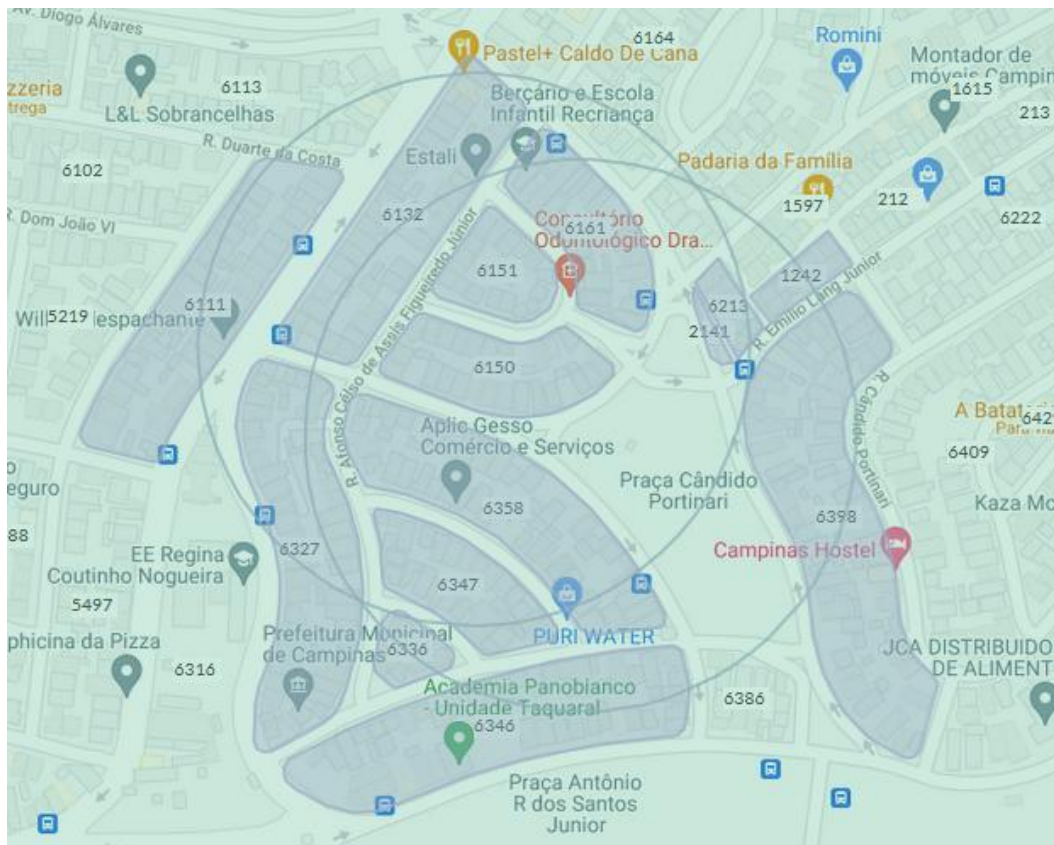 Av. Diogo Álvares
6164
Pastel+ Caldo De Cana
Romini
Montador de
móveis Campin
1615
zzeria
trega
6113
L&L Sobrancelhas
Berçário e Escola
Infantil Recriança
213
R. Duarte da Costa
Estali
Padaria da Família
6102
212
1597
6222
R. Dom João VI
6132
Consultório
6161
Odontológico Dra...
6151
1242
6111
6213
5219
Will
espachante
2141
R. Emílio Lang Júnior
6150
R. Afonso Célso de Assis Figueiredo Júnior
R. Cândido Portinari
A Batat
642
Aplic Gesso
Comércio e Serviços
6409
o
eguro
Praça Cândido
Portinari
Kaza Mo
6358
6398
88
EE Regina
Coutinho Nogueira
6327
Campinas Hostel
6347
5497
PURI WATER
phicina da Pizza
Prefeitura Municipal
de Campinas
6336
6316
JCA DISTRIBUIDO
DE ALIMENT
Academia Panobianco
- Unidade Taquaral
6386
6346
Praça Antônio
R dos Santos
Junior